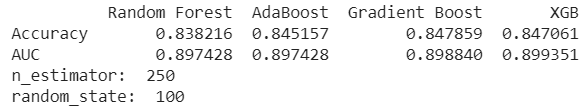 Random Forest AdaBoost Gradient Boost XGB
Accuracy 0.838216 0.845157 0.847859 0.847061
AUC 0.897428 0.897428 0.898840 0.899351
n_estimator: 250
random_state: 100